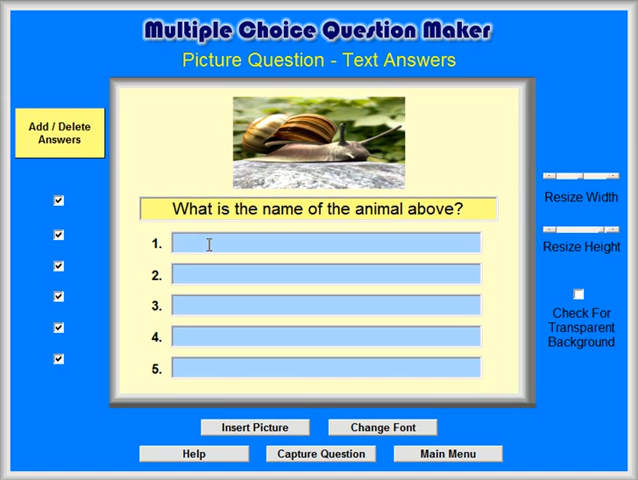 Multiple Choice Question Maker
Picture Question - Text Answers
Add / Delete
Answers
What is the name of the animal above?
1.
2.
3.
4.
5.
Resize Width
Resize Height
Check For
Transparent
Background
Insert Picture
Change Font
Help
Capture Question
Main Menu